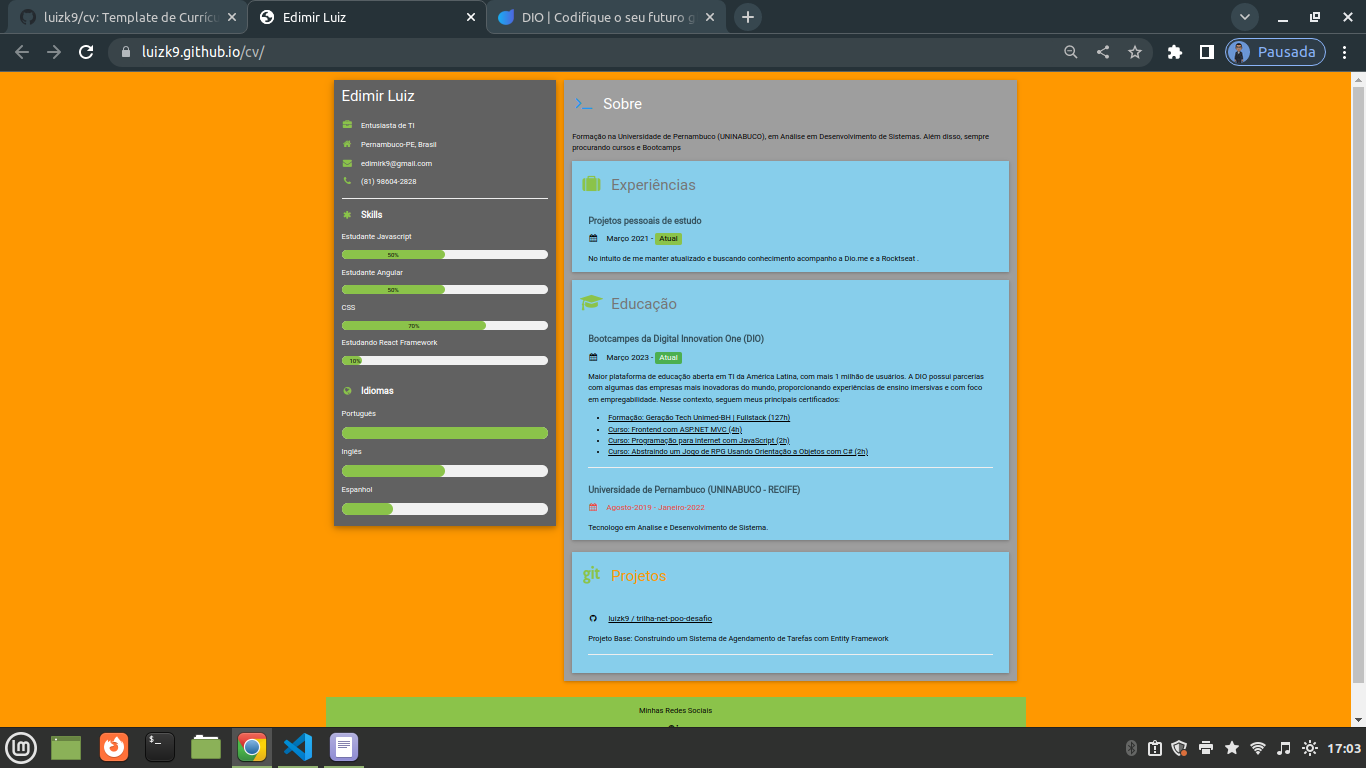 luizk9/cv: Template de Currícu
Edimir Luiz
DIO | Codifique o seu futuro g
luizk9.github.io/cv/
Pausada
Edimir Luiz
Entusiasta de TI
Pernambuco-PE, Brasil
edimirk9@gmail.com
(81) 98604-2828
Skills
Estudante Javascript
50%
Estudante Angular
50%
CSS
70%
Estudando React Framework
10%
Idiomas
Português
Inglês
Espanhol
Sobre
Formação na Universidade de Pernambuco (UNINABUCO), em Análise em Desenvolvimento de Sistemas. Além disso, sempre
procurando cursos e Bootcamps
Experiências
Projetos pessoais de estudo
Março 2021 - Atual
No intuito de me manter atualizado e buscando conhecimento acompanho a Dio.me e a Rocktseat .
Educação
Bootcampes da Digital Innovation One (DIO)
Março 2023 - Atual
Maior plataforma de educação aberta em TI da América Latina, com mais 1 milhão de usuários. A DIO possui parcerias
com algumas das empresas mais inovadoras do mundo, proporcionando experiências de ensino imersivas e com foco
em empregabilidade. Nesse contexto, seguem meus principais certificados:
• Formação: Geração Tech Unimed-BH | Fullstack (127h)
• Curso: Frontend com ASP.NET MVC (4h)
• Curso: Programação para internet com JavaScript (2h)
• Curso: Abstraindo um Jogo de RPG Usando Orientação a Objetos com C# (2h)
Universidade de Pernambuco (UNINABUCO - RECIFE)
Agosto-2019 - Janeiro-2022
Tecnologo em Analise e Desenvolvimento de Sistema.
git Projetos
luizk9 / trilha-net-poo-desafio
Projeto Base: Construindo um Sistema de Agendamento de Tarefas com Entity Framework
Minhas Redes Sociais
17:03